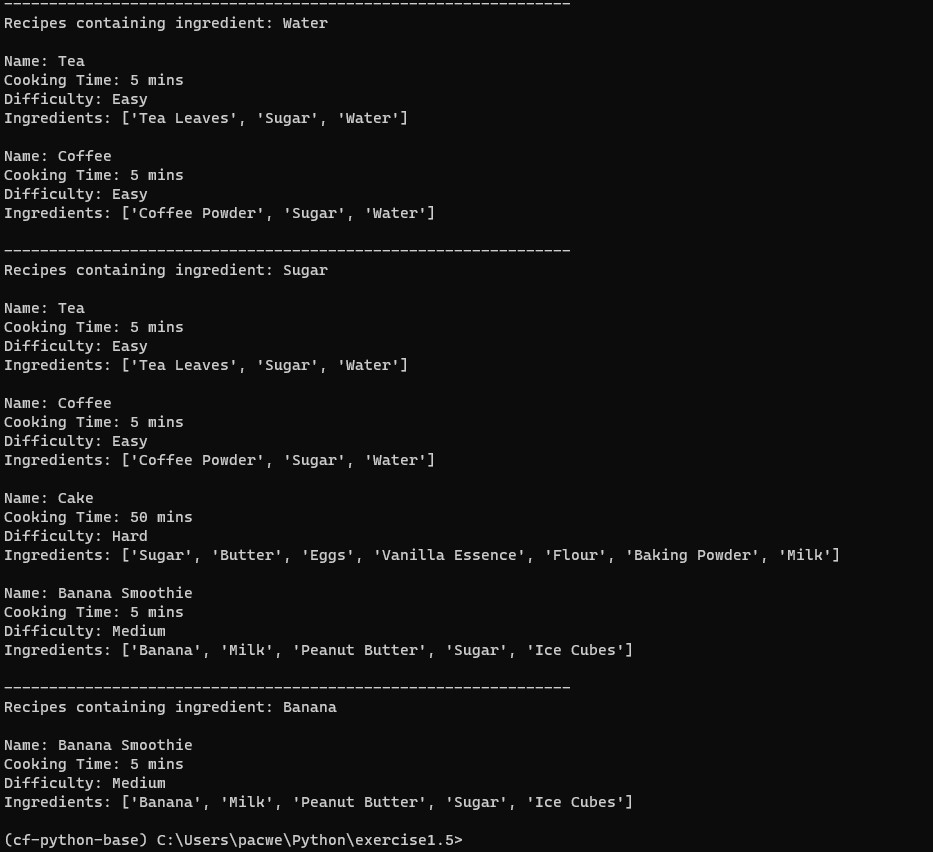 ---------------------------------------------------------------
Recipes containing ingredient: Water
Name: Tea
Cooking Time: 5 mins
Difficulty: Easy
Ingredients: ['Tea Leaves', 'Sugar', 'Water']
Name: Coffee
Cooking Time: 5 mins
Difficulty: Easy
Ingredients: ['Coffee Powder', 'Sugar', 'Water']
---------------------------------------------------------------
Recipes containing ingredient: Sugar
Name: Tea
Cooking Time: 5 mins
Difficulty: Easy
Ingredients: ['Tea Leaves', 'Sugar', 'Water']
Name: Coffee
Cooking Time: 5 mins
Difficulty: Easy
Ingredients: ['Coffee Powder', 'Sugar', 'Water']
Name: Cake
Cooking Time: 50 mins
Difficulty: Hard
Ingredients: ['Sugar', 'Butter', 'Eggs', 'Vanilla Essence', 'Flour', 'Baking Powder', 'Milk']
Name: Banana Smoothie
Cooking Time: 5 mins
Difficulty: Medium
Ingredients: ['Banana', 'Milk', 'Peanut Butter', 'Sugar', 'Ice Cubes']
---------------------------------------------------------------
Recipes containing ingredient: Banana
Name: Banana Smoothie
Cooking Time: 5 mins
Difficulty: Medium
Ingredients: ['Banana', 'Milk', 'Peanut Butter', 'Sugar', 'Ice Cubes']
(cf-python-base) C:\Users\pacwe\Python\exercise1.5>